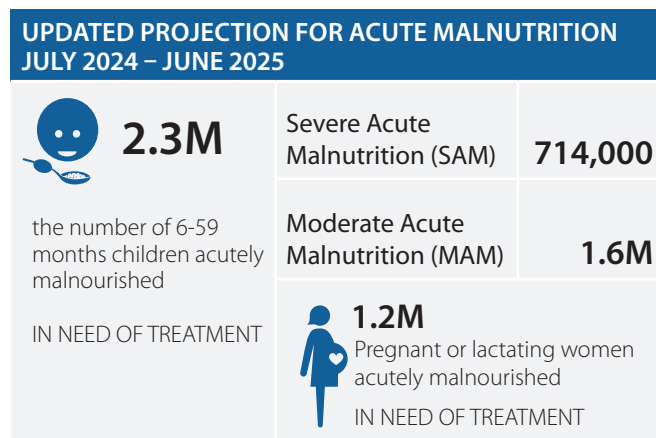 UPDATED PROJECTION FOR ACUTE MALNUTRITION
JULY 2024 – JUNE 2025
2.3M
the number of 6-59
months children acutely
malnourished
IN NEED OF TREATMENT
Severe Acute
Malnutrition (SAM)
714,000
Moderate Acute
Malnutrition (MAM)
1.6M
1.2M
Pregnant or lactating women
acutely malnourished
IN NEED OF TREATMENT